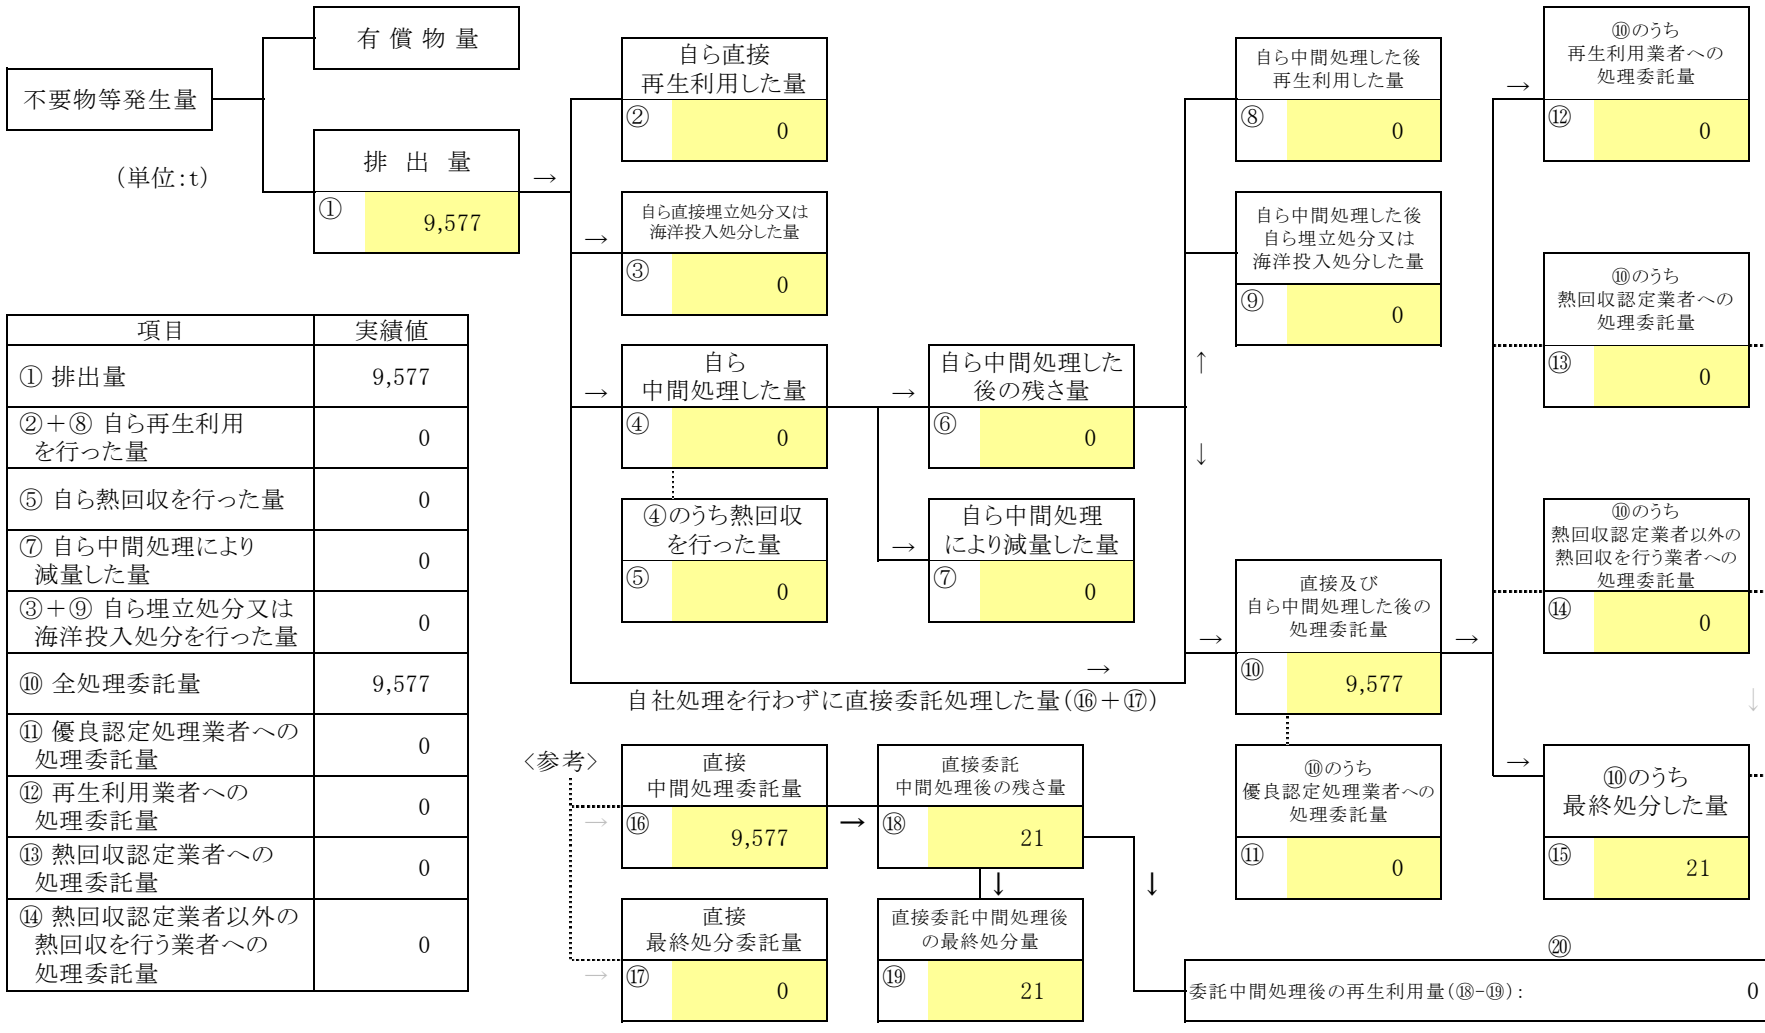 有 償 物 量
不要物等発生量
(単位:t)
排 出 量
→
①
9,577
自ら直接
再生利用した量
②
0
自ら直接埋立処分又は
海洋投入処分した量
→
③
0
自ら
中間処理した量
→
④
0
④のうち熱回収
を行った量
⑤
0
自ら中間処理した
後の残さ量
→
⑥
0
自ら中間処理
により減量した量
→
⑦
0
自ら中間処理した後
再生利用した量
⑧
0
自ら中間処理した後
自ら埋立処分又は
海洋投入処分した量
⑨
0
↑
↓
直接及び
自ら中間処理した後の
処理委託量
→
→
⑩
9,577
⑩のうち
優良認定処理業者への
処理委託量
⑪
0
⑩のうち
再生利用業者への
処理委託量
→
⑫
0
⑩のうち
熱回収認定業者への
処理委託量
⑬
0
⑩のうち
熱回収認定業者以外の
熱回収を行う業者への
処理委託量
⑭
0
↓
→
⑩のうち
最終処分した量
⑮
21
→
自社処理を行わずに直接委託処理した量(⑯+⑰)
<参考>
直接
中間処理委託量
→
⑯
9,577
→
直接委託
中間処理後の残さ量
⑱
21
↓
↓
直接
最終処分委託量
→
⑰
0
直接委託中間処理後
の最終処分量
⑲
21
⑳
委託中間処理後の再生利用量(⑱-⑲):
0
項目 実績値
① 排出量 9,577
②+⑧ 自ら再生利用
を行った量 0
⑤ 自ら熱回収を行った量 0
⑦ 自ら中間処理により
減量した量 0
③+⑨ 自ら埋立処分又は
海洋投入処分を行った量 0
⑩ 全処理委託量 9,577
⑪ 優良認定処理業者への
処理委託量 0
⑫ 再生利用業者への
処理委託量 0
⑬ 熱回収認定業者への
処理委託量 0
⑭ 熱回収認定業者以外の
熱回収を行う業者への
処理委託量 0